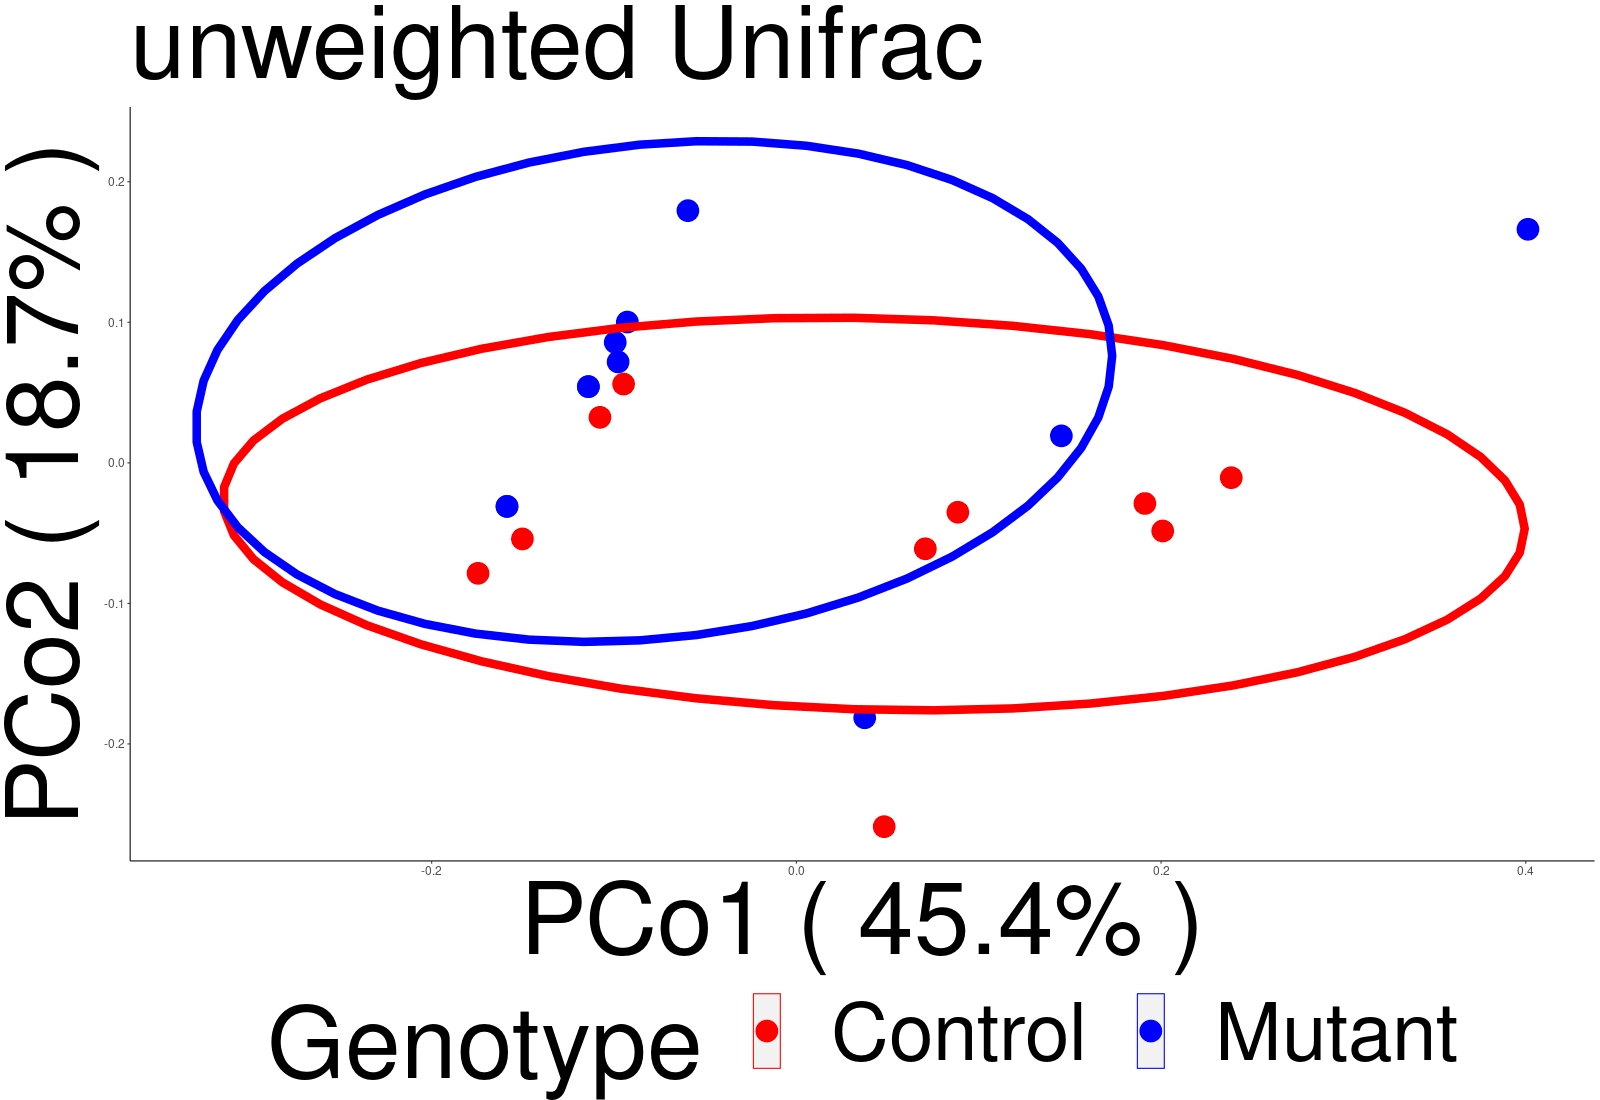 unweighted Unifrac
PCo2 ( 18.7% )
0.2
0.1
0.0
-0.1
-0.2
-0.2
0.0
0.2
0.4
PCo1 ( 45.4% )
Genotype Control Mutant